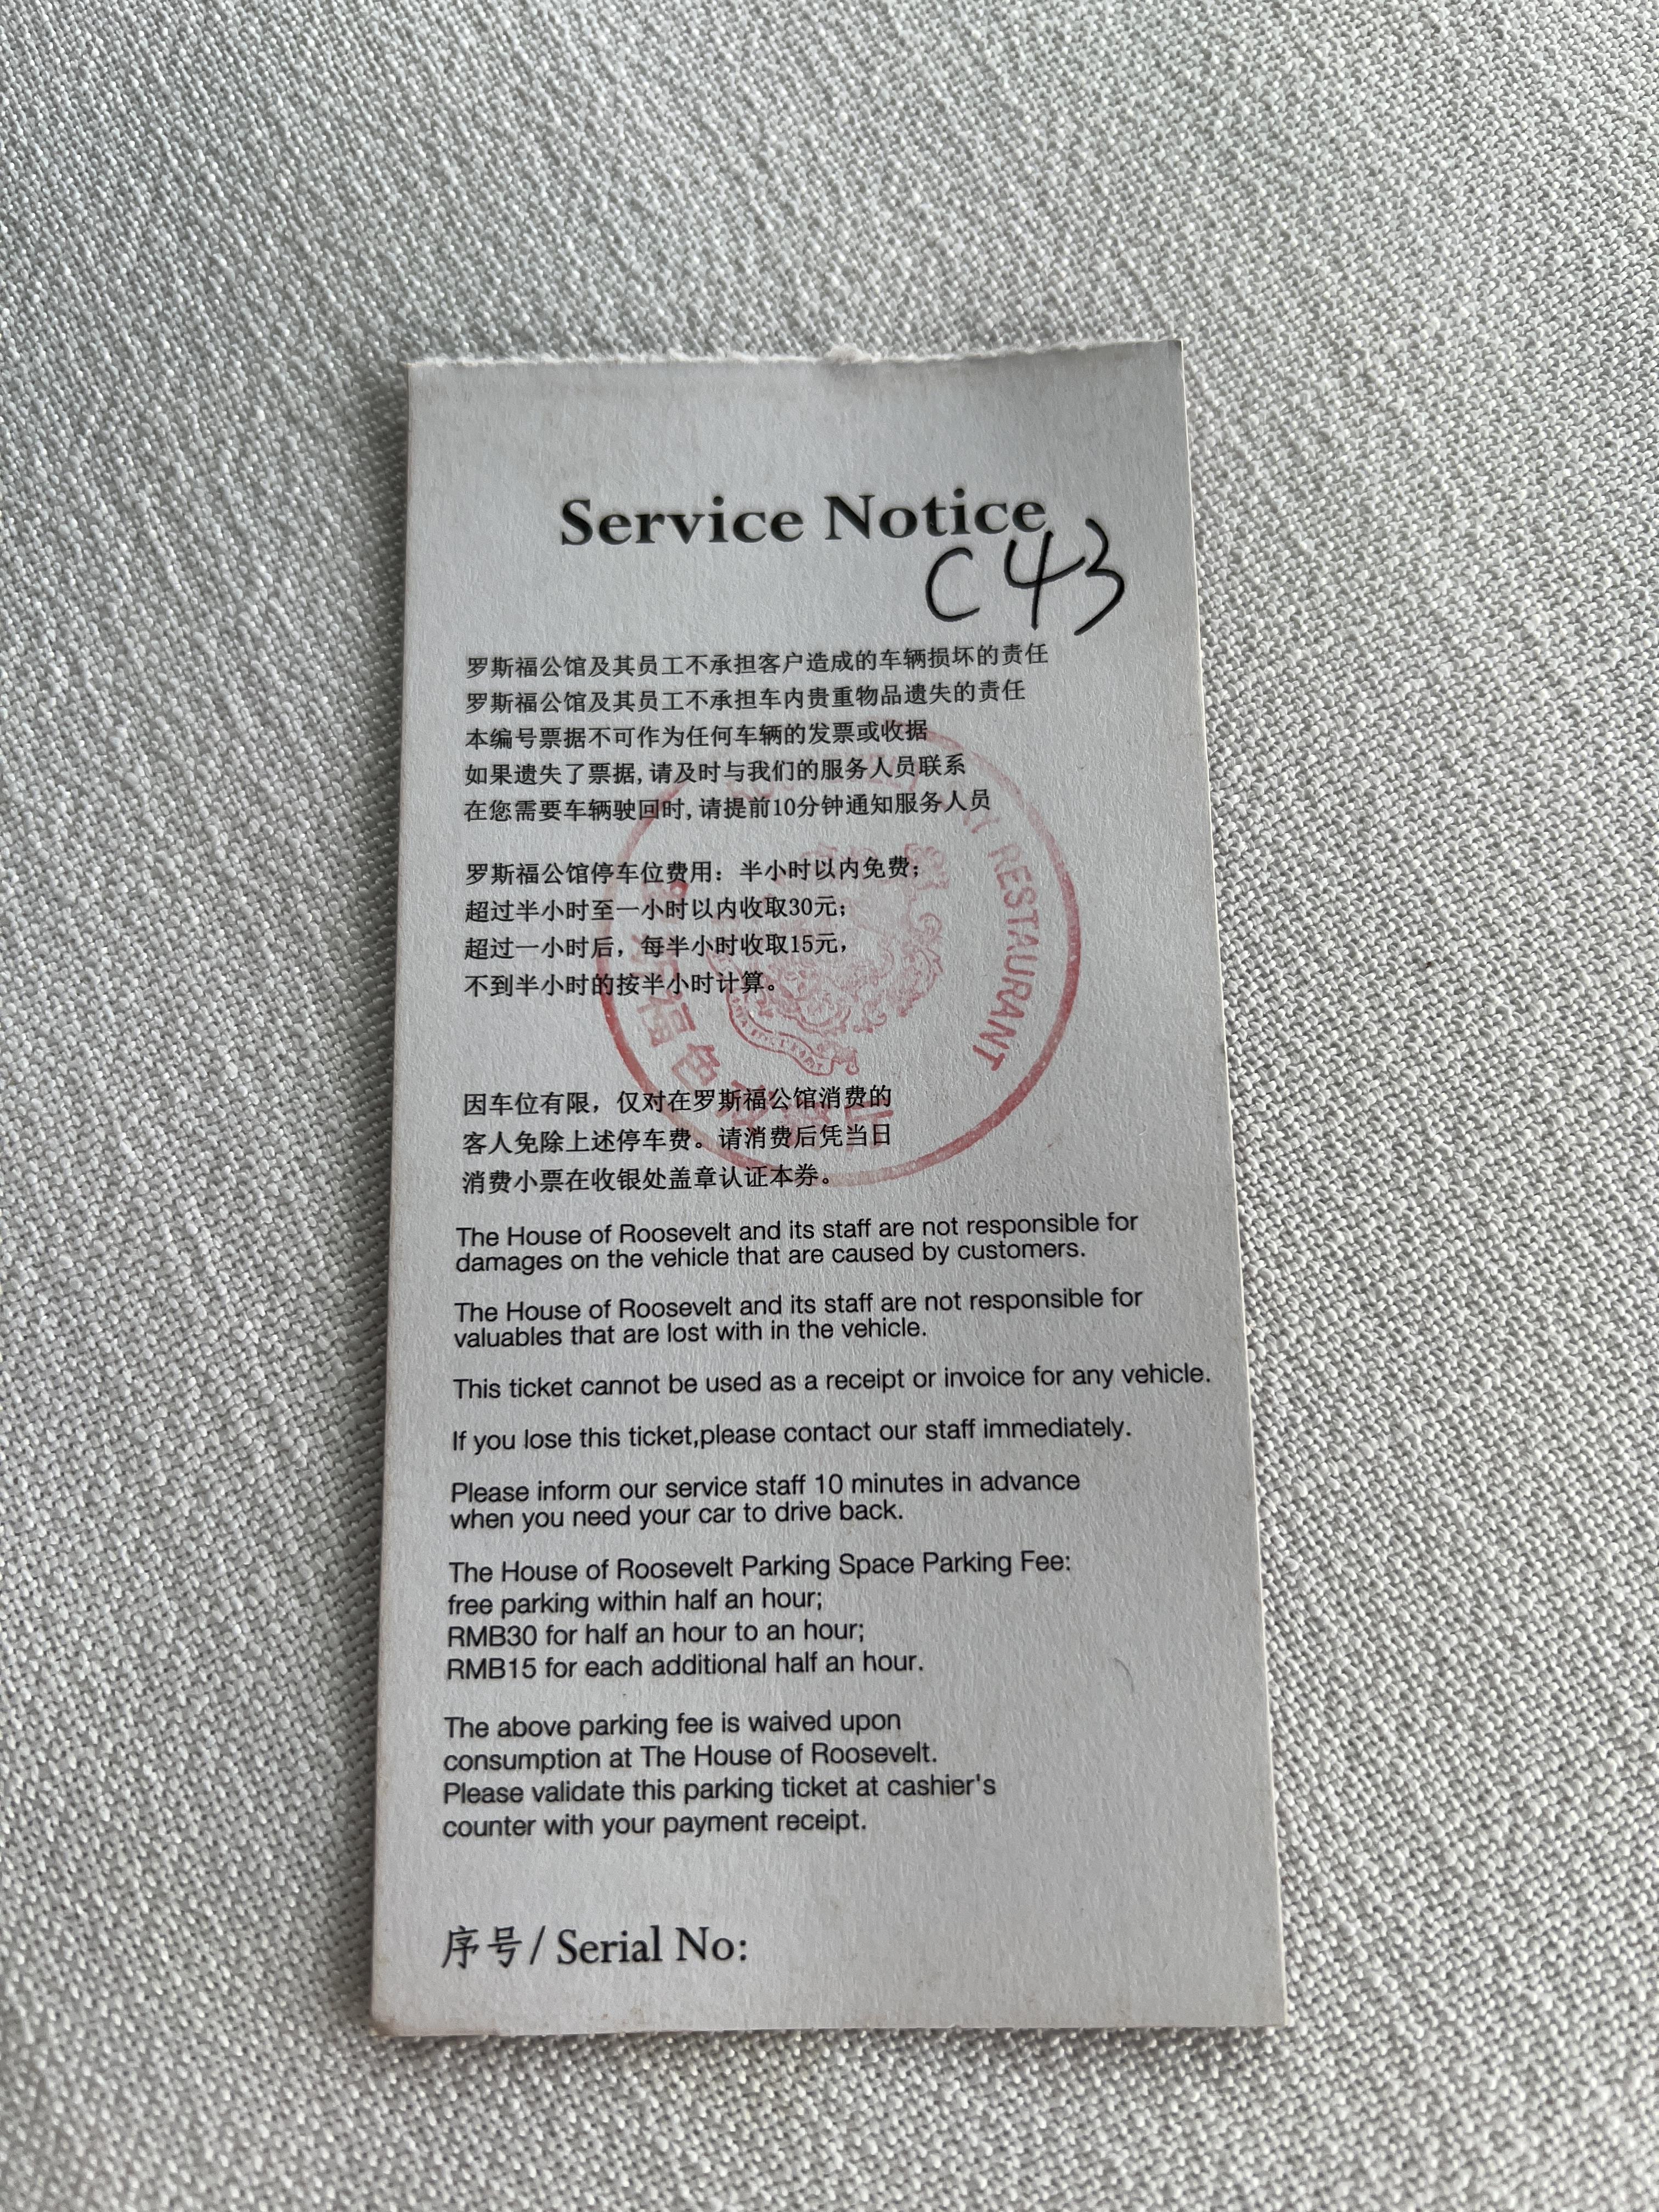 Service Notice
C43
罗斯福公馆及其员工不承担客户造成的车辆损坏的责任
罗斯福公馆及其员工不承担车内贵重物品遗失的责任
本编号票据不可作为任何车辆的发票或收据
如果遗失了票据,请及时与我们的服务人员联系
在您需要车辆驶回时,请提前10分钟通知服务人员
罗斯福公馆停车位费用：半小时以内免费；
超过半小时至一小时以内收取30元；
超过一小时后，每半小时收取15元，
不到半小时的按半小时计算。
RESTAURANT
福色
因车位有限，仅对在罗斯福公馆消费的
客人免除上述停车费。请消费后凭当日
消费小票在收银处盖章认证本券。
The House of Roosevelt and its staff are not responsible for
damages on the vehicle that are caused by customers.
The House of Roosevelt and its staff are not responsible for
valuables that are lost with in the vehicle.
This ticket cannot be used as a receipt or invoice for any vehicle.
If you lose this ticket,please contact our staff immediately.
Please inform our service staff 10 minutes in advance
when you need your car to drive back.
The House of Roosevelt Parking Space Parking Fee:
free parking within half an hour;
RMB30 for half an hour to an hour;
RMB15 for each additional half an hour.
The above parking fee is waived upon
consumption at The House of Roosevelt.
Please validate this parking ticket at cashier's
counter with your payment receipt.
序号/ Serial No: